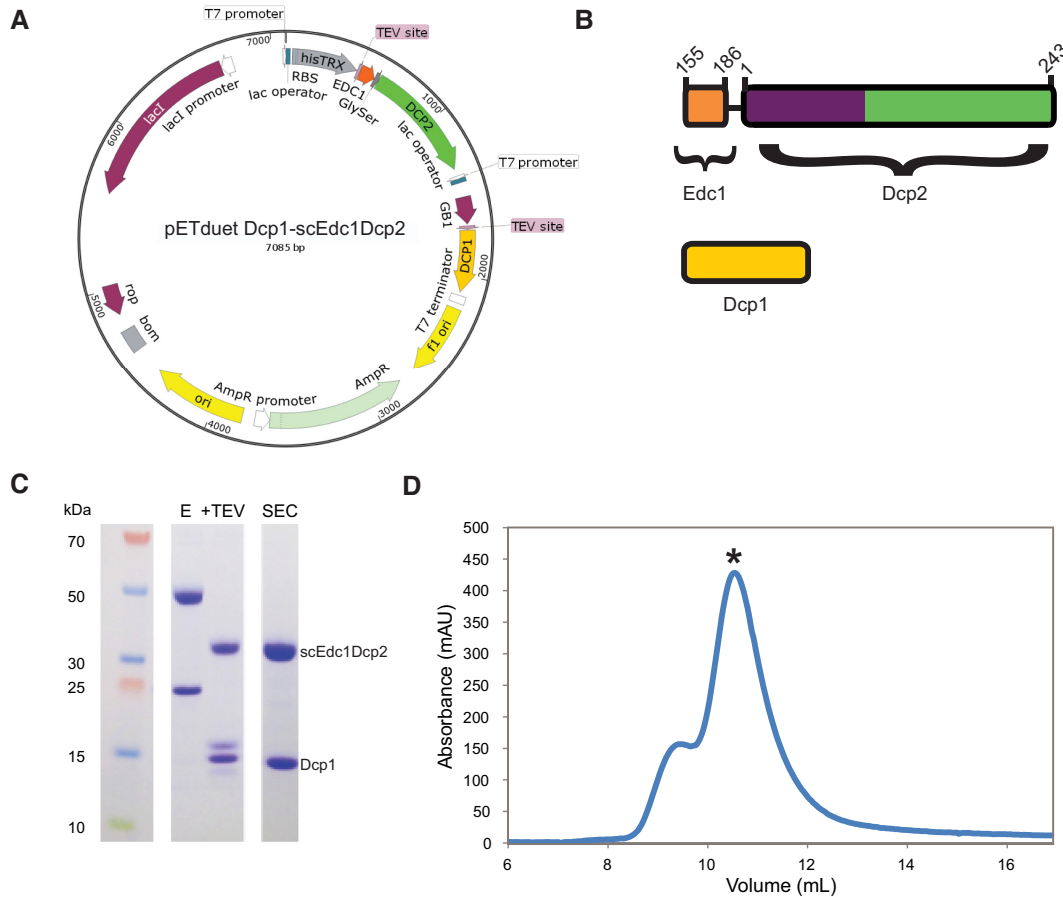 A
T7 promoter
TEV site
7000
hisTRX
RBS
lac operator
EDC1
GlySer
DCP2
1000
lac operator
T7 promoter
GB1
TEV site
DCP1
2000
T7 terminator
f1 ori
AmpR
3000
AmpR promoter
ori
4000
bom
rop
5000
lacI
lacI promoter
6000
pETduet Dcp1-scEdc1Dcp2
7085 bp
B
155
186
1
243
Edc1
Dcp2
Dcp1
C
kDa
E +TEV SEC
70
50
30
25
15
10
scEdc1Dcp2
Dcp1
D
Absorbance (mAU)
500
450
400
350
300
250
200
150
100
50
0
*
6 8 10 12 14 16
Volume (mL)